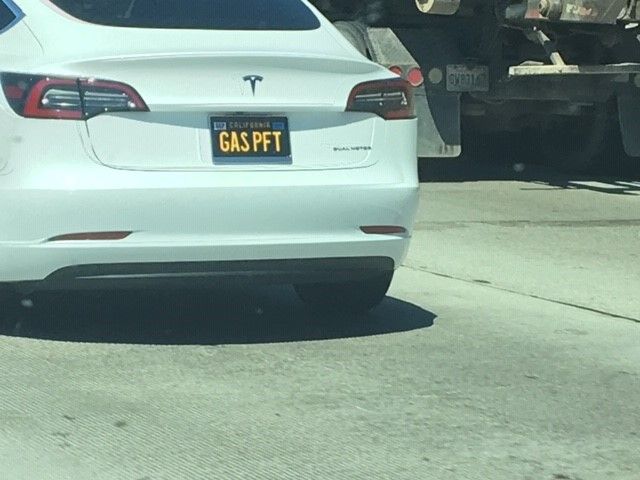 CALIFORNIA
GAS PFT
DUAL MOTOR